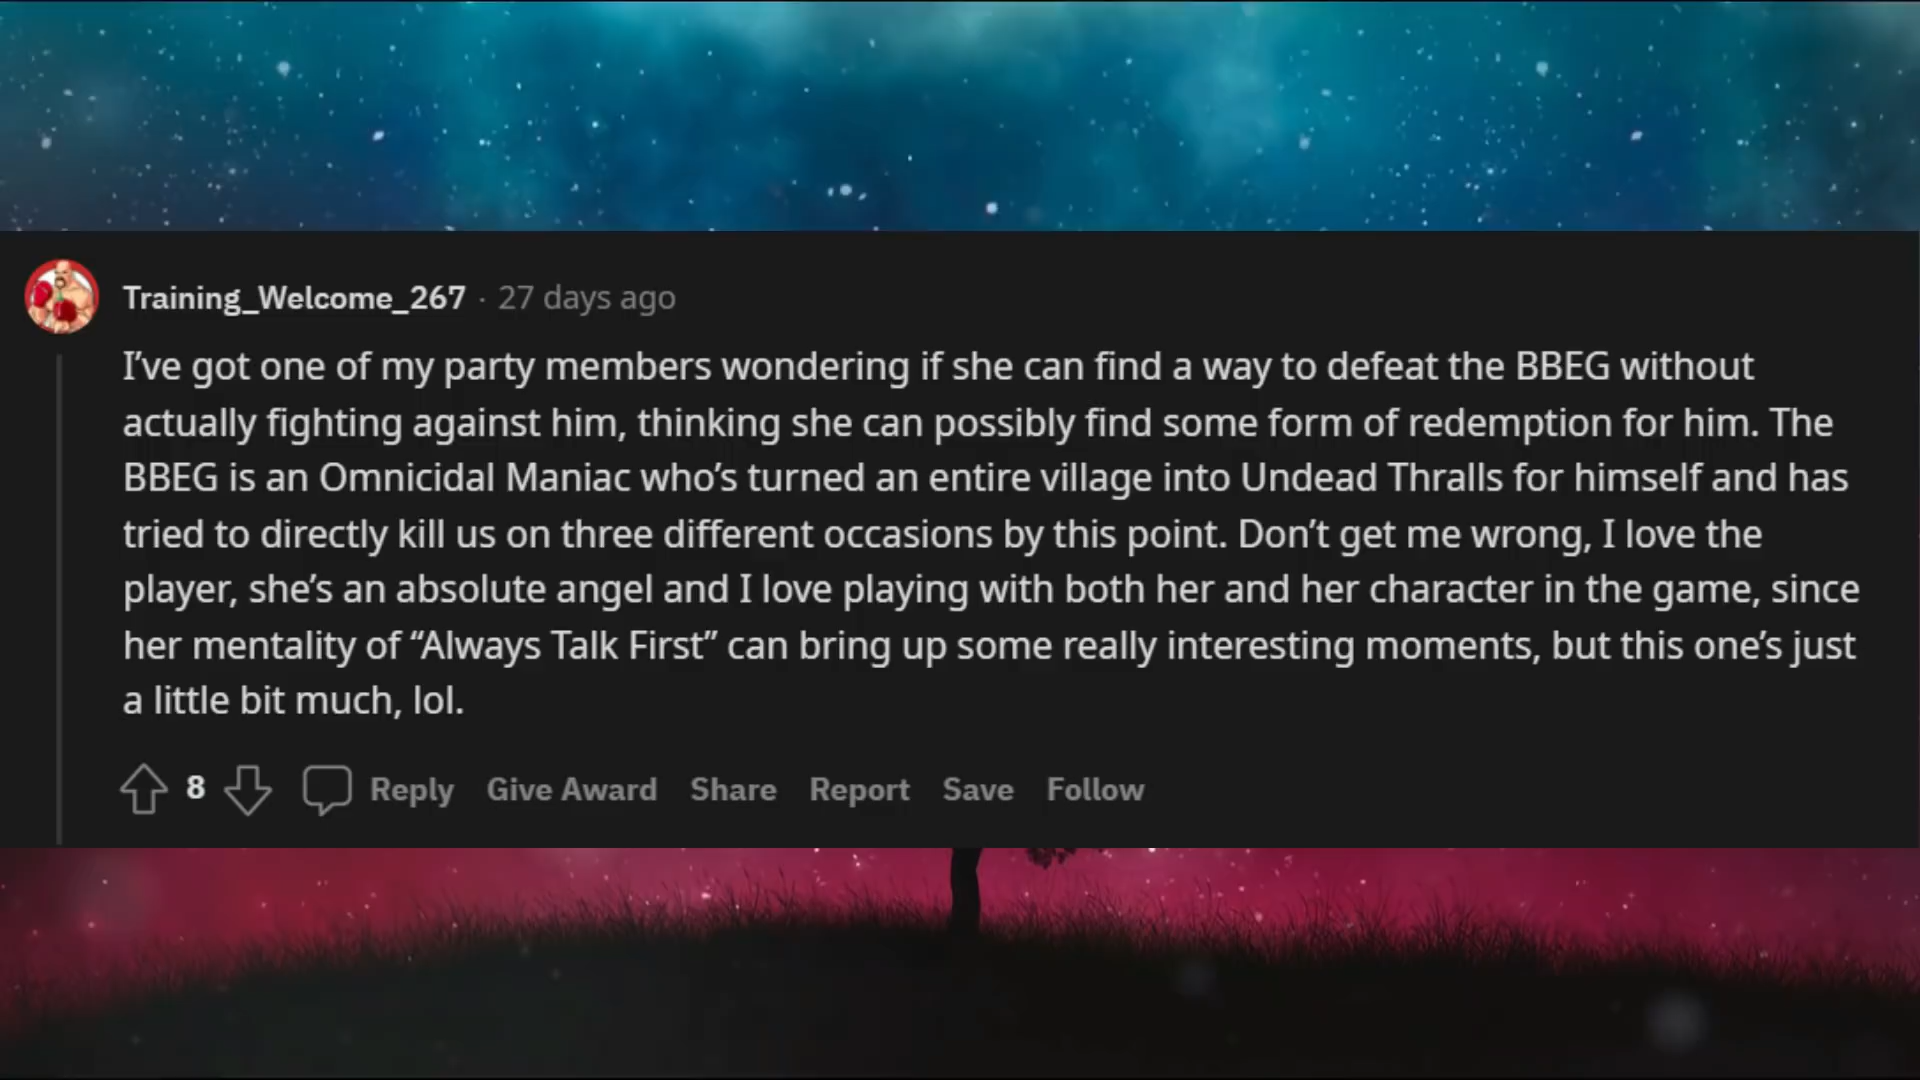 Training_Welcome_267 · 27 days ago
I’ve got one of my party members wondering if she can find a way to defeat the BBEG without
actually fighting against him, thinking she can possibly find some form of redemption for him. The
BBEG is an Omnicidal Maniac who’s turned an entire village into Undead Thralls for himself and has
tried to directly kill us on three different occasions by this point. Don’t get me wrong, I love the
player, she’s an absolute angel and I love playing with both her and her character in the game, since
her mentality of “Always Talk First” can bring up some really interesting moments, but this one’s just
a little bit much, lol.
8 Reply Give Award Share Report Save Follow